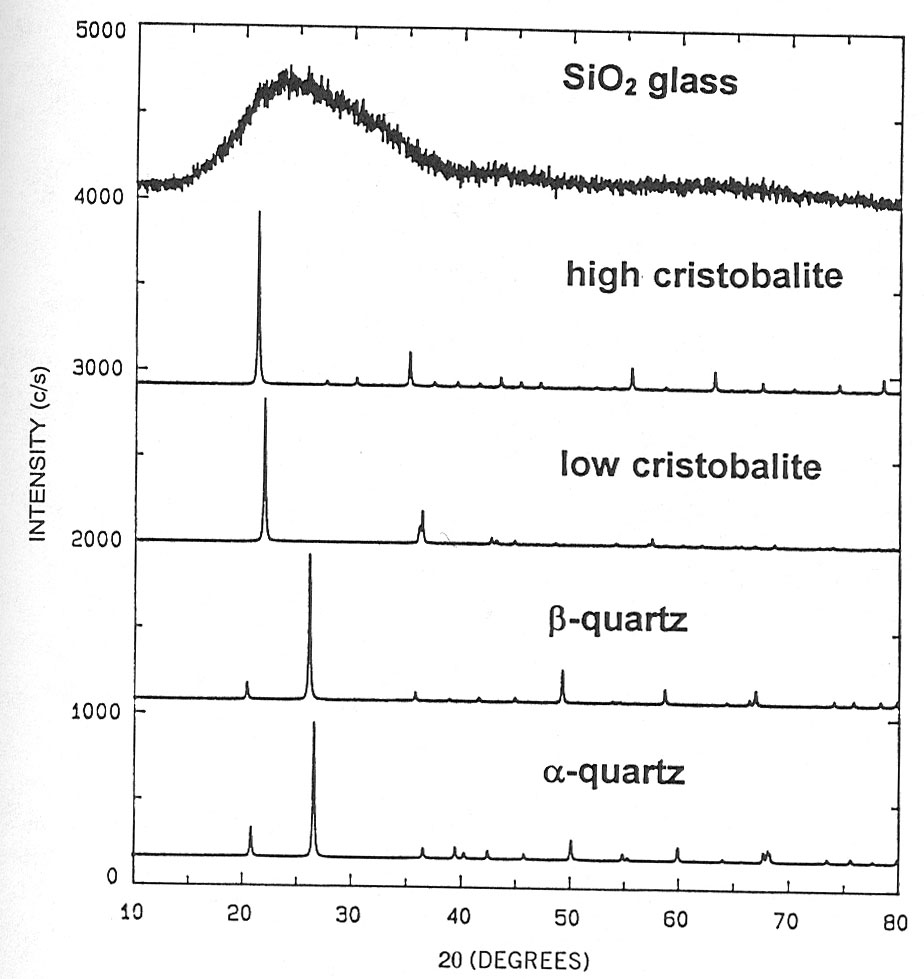 5000
SiO₂ glass
4000
high cristobalite
3000
low cristobalite
2000
β-quartz
1000
α-quartz
0
10 20 30 40 50 60 70 80
2θ (DEGREES)
INTENSITY (c/s)